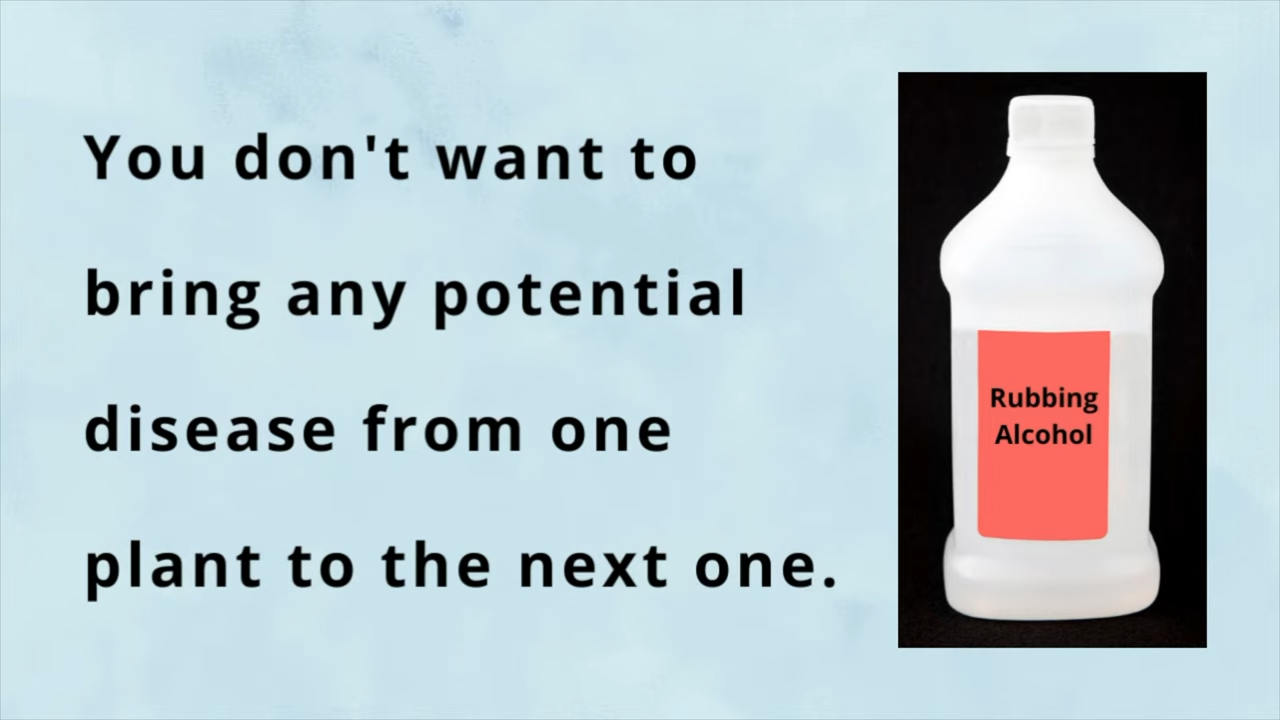 You don't want to
bring any potential
disease from one
plant to the next one.
Rubbing
Alcohol